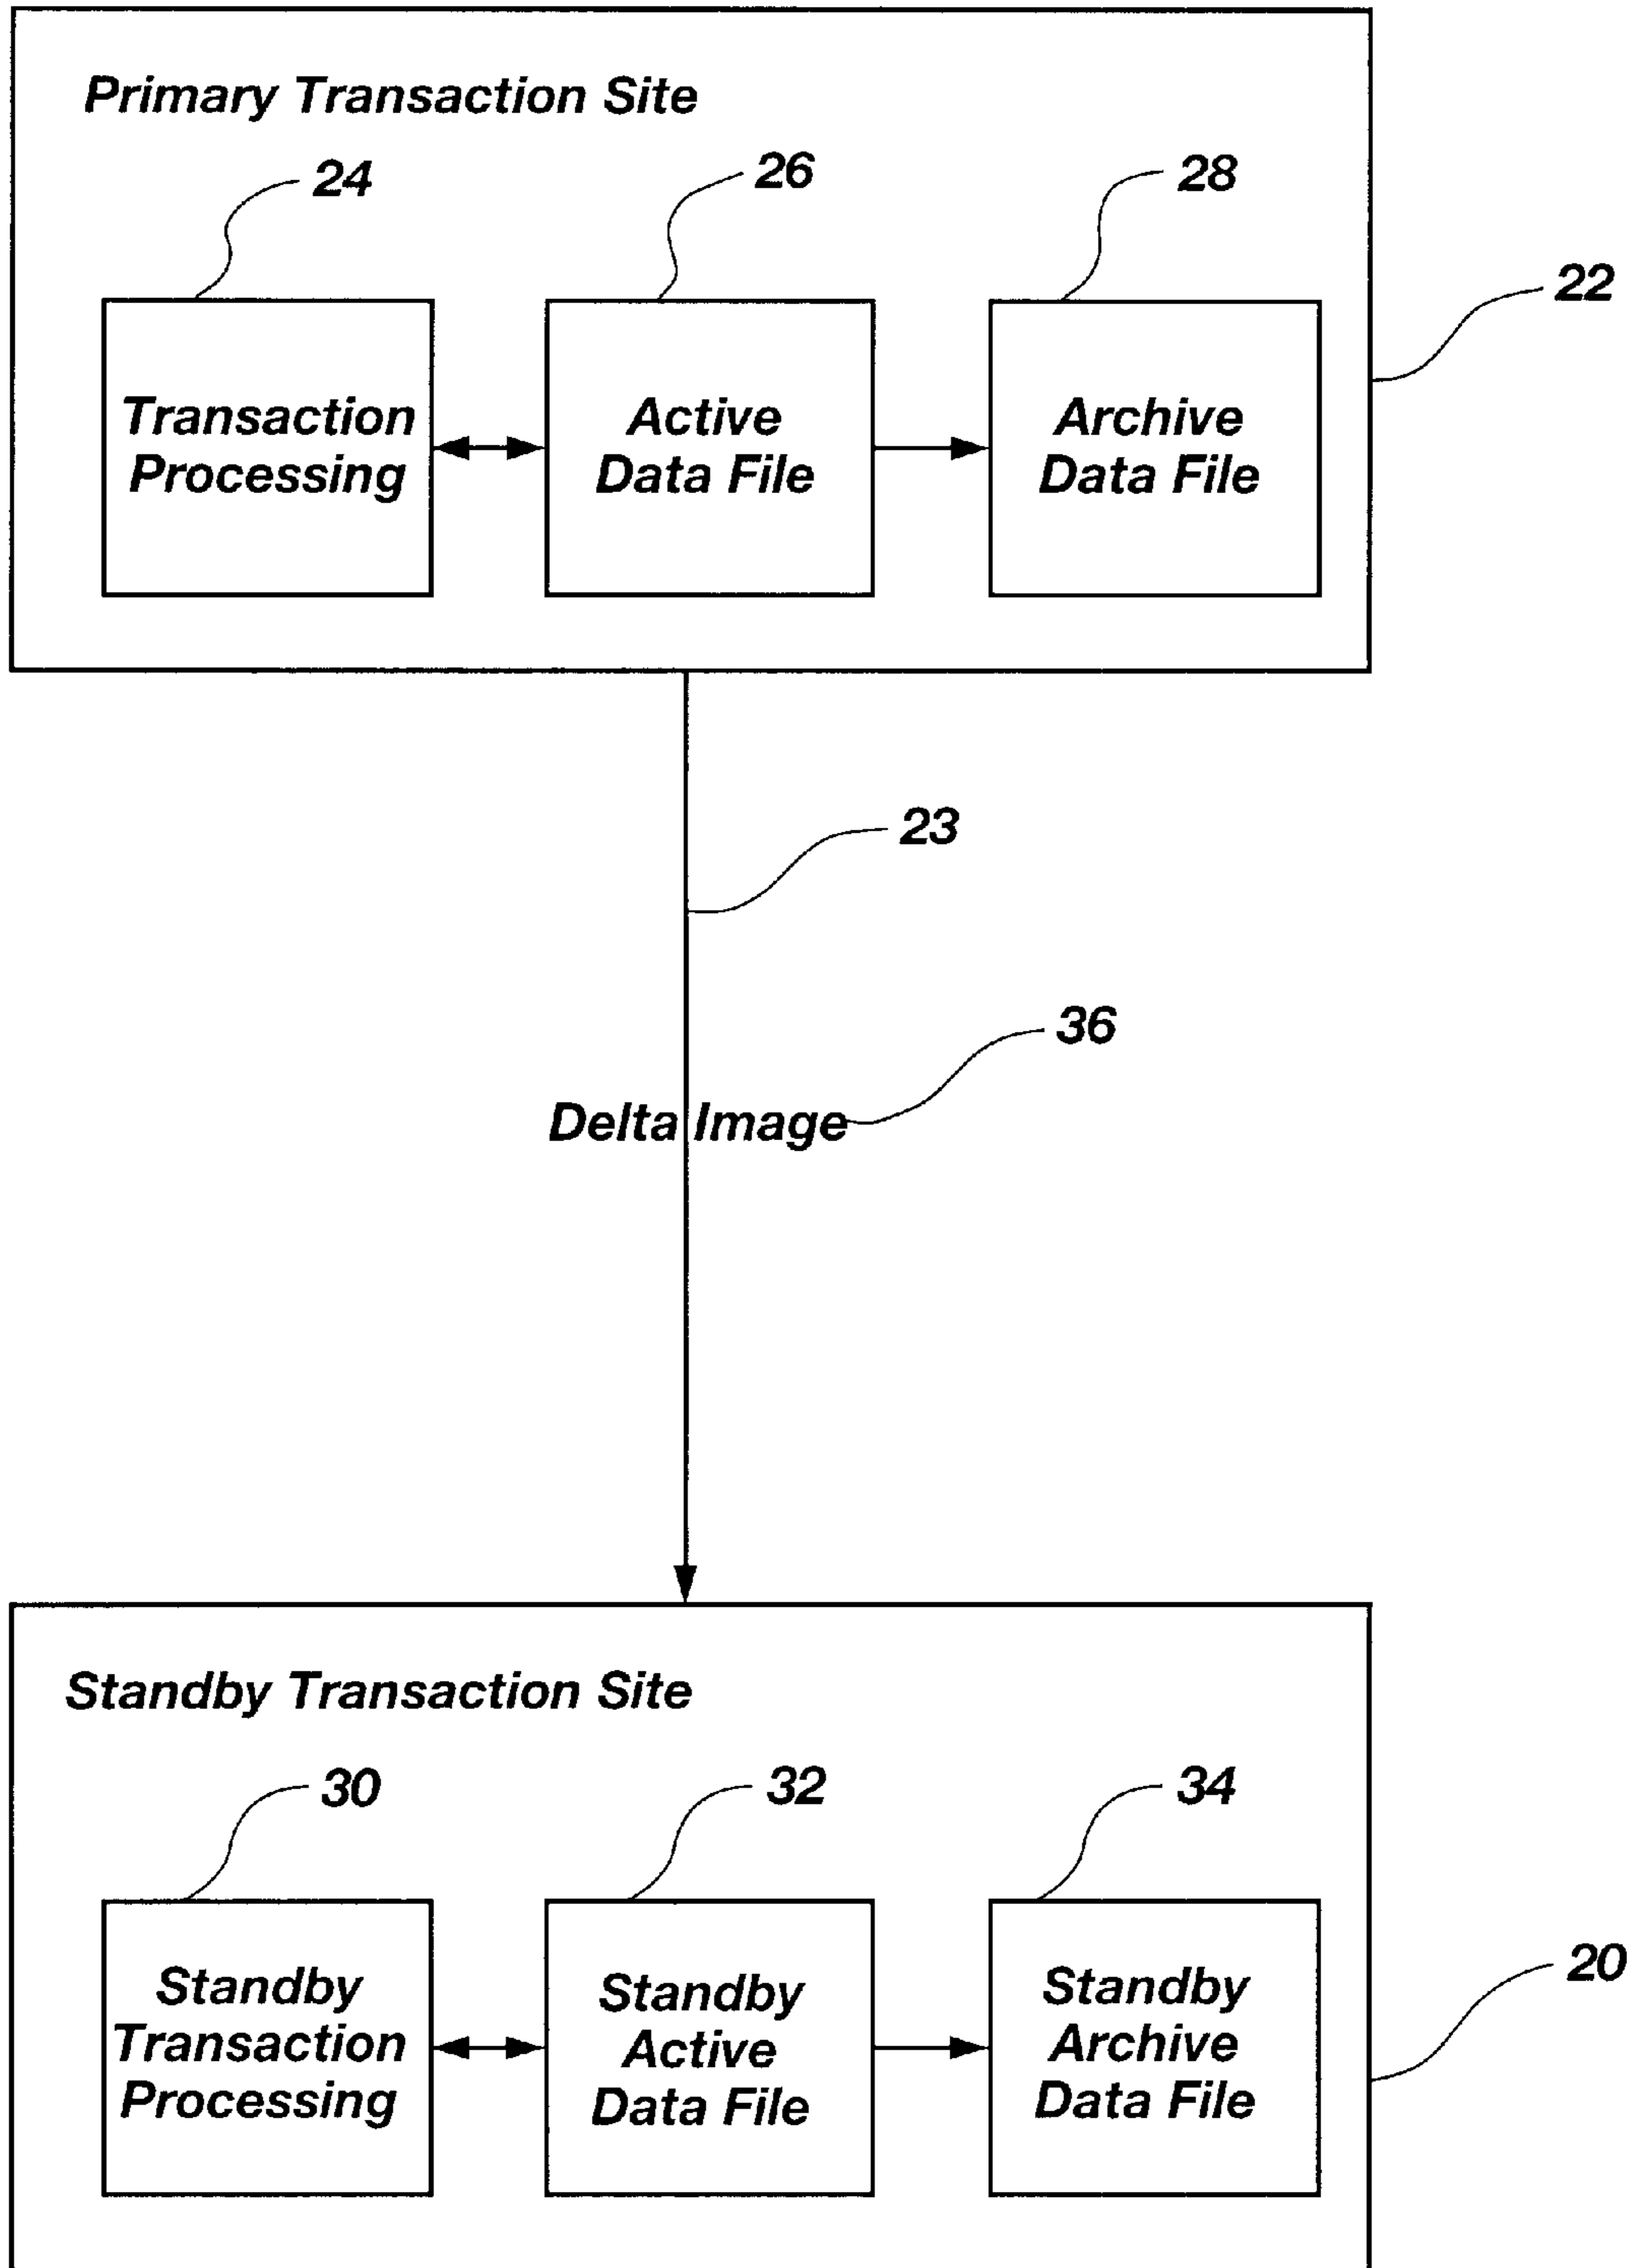 Primary Transaction Site
24
26
28
22
Transaction
Processing
Active
Data File
Archive
Data File
23
36
Delta Image
Standby Transaction Site
30
32
34
20
Standby
Transaction
Processing
Standby
Active
Data File
Standby
Archive
Data File